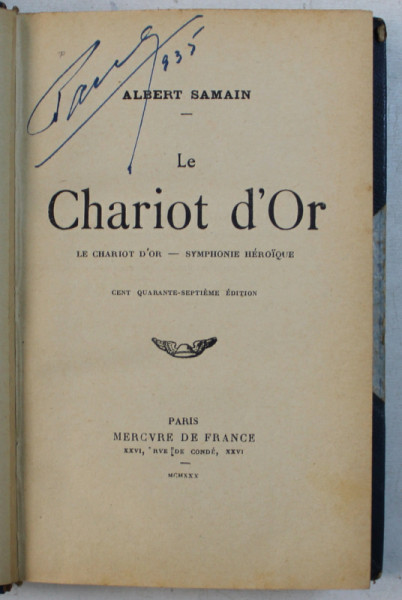 935
ALBERT SAMAIN
—
Le
Chariot d'Or
LE CHARIOT D'OR — SYMPHONIE HÉROÏQUE
CENT QUARANTE-SEPTIÈME ÉDITION
PARIS
MERCVRE DE FRANCE
XXVI, RVE DE CONDÉ, XXVI
—
MCMXXX